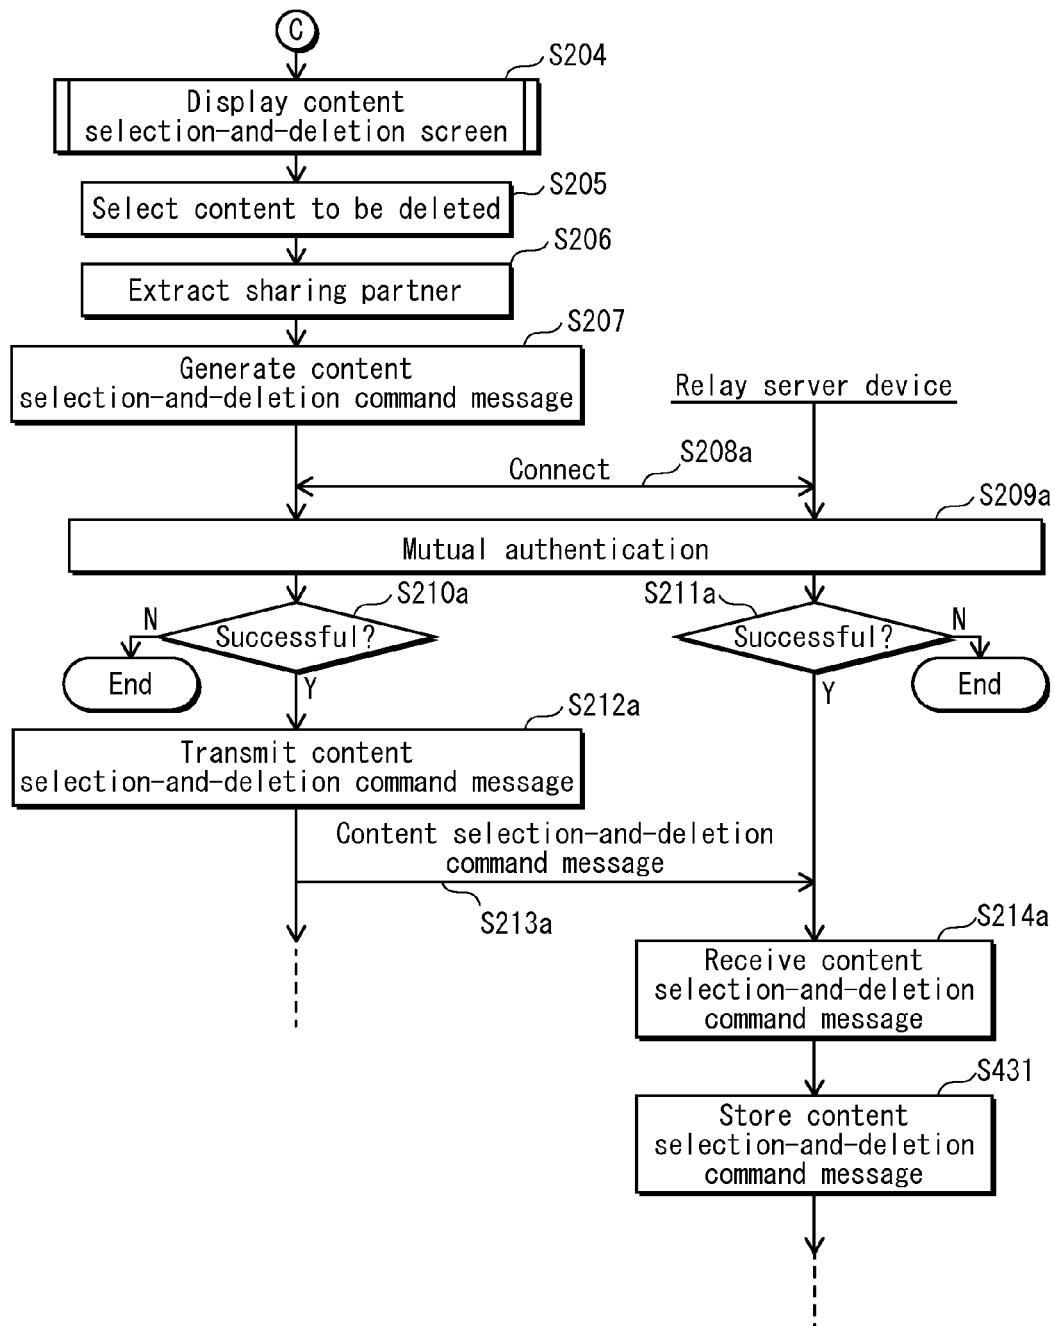 C
S204
Display content
selection-and-deletion screen
S205
Select content to be deleted
S206
Extract sharing partner
S207
Generate content
selection-and-deletion command message
Relay server device
Connect
S208a
S209a
Mutual authentication
S210a
S211a
N
Successful?
Successful?
N
End
Y
Y
End
S212a
Transmit content
selection-and-deletion command message
Content selection-and-deletion
command message
S213a
S214a
Receive content
selection-and-deletion
command message
S431
Store content
selection-and-deletion
command message